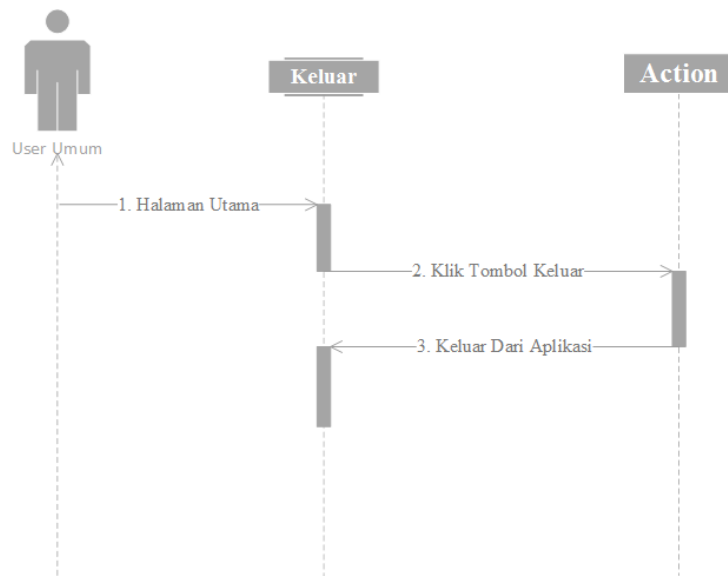 Keluar
Action
User Umum
1. Halaman Utama
2. Klik Tombol Keluar
3. Keluar Dari Aplikasi